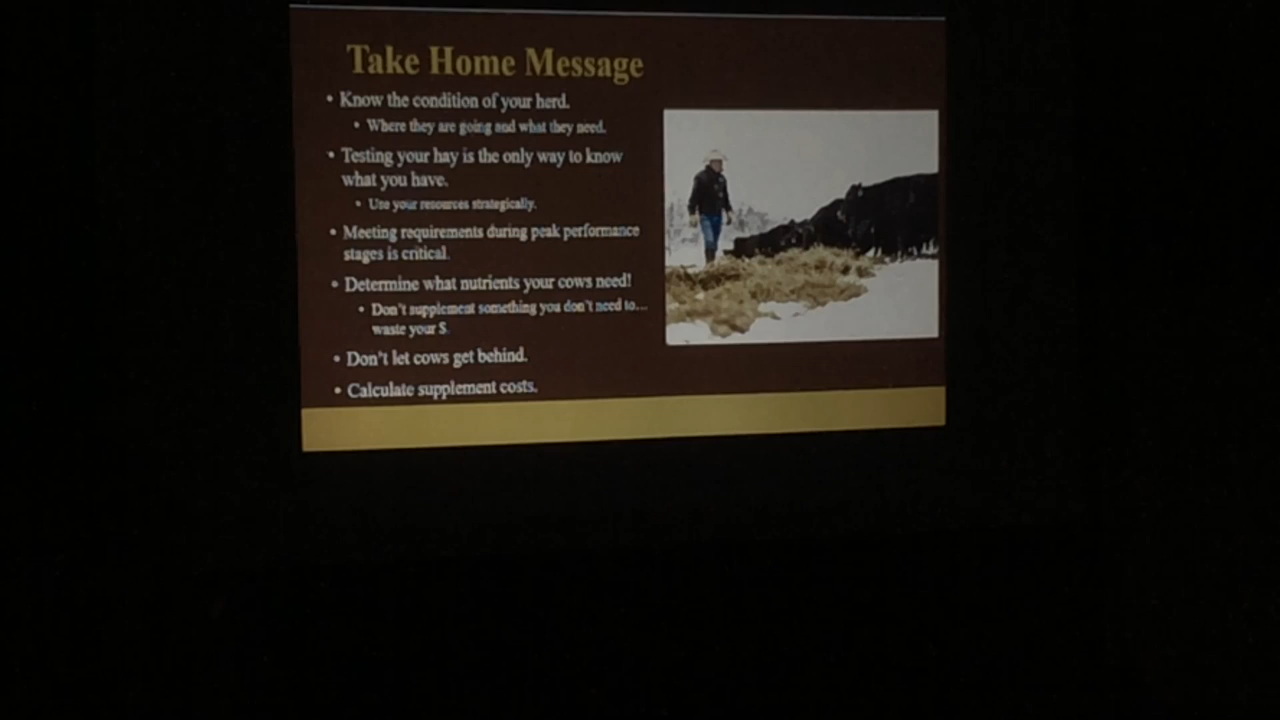 Take Home Message
• Know the condition of your herd.
• Where they are going and what they need.
• Testing your hay is the only way to know
what you have.
• Use your resources strategically.
• Meeting requirements during peak performance
stages is critical.
• Determine what nutrients your cows need!
• Don't supplement something you don't need to...
waste your $.
• Don't let cows get behind.
• Calculate supplement costs.